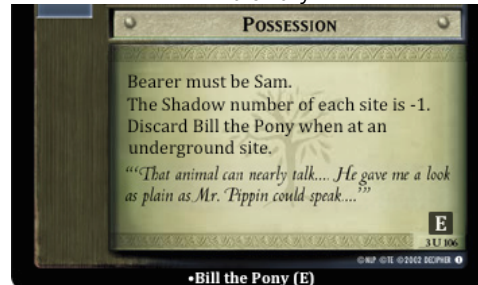 POSSESSION
Bearer must be Sam.
The Shadow number of each site is -1.
Discard Bill the Pony when at an
underground site.
"‘That animal can nearly talk.... He gave me a look
as plain as Mr. Pippin could speak....’"
E
3 U 106
©NLP ©TE ©2002 DECIPHER
•Bill the Pony (E)